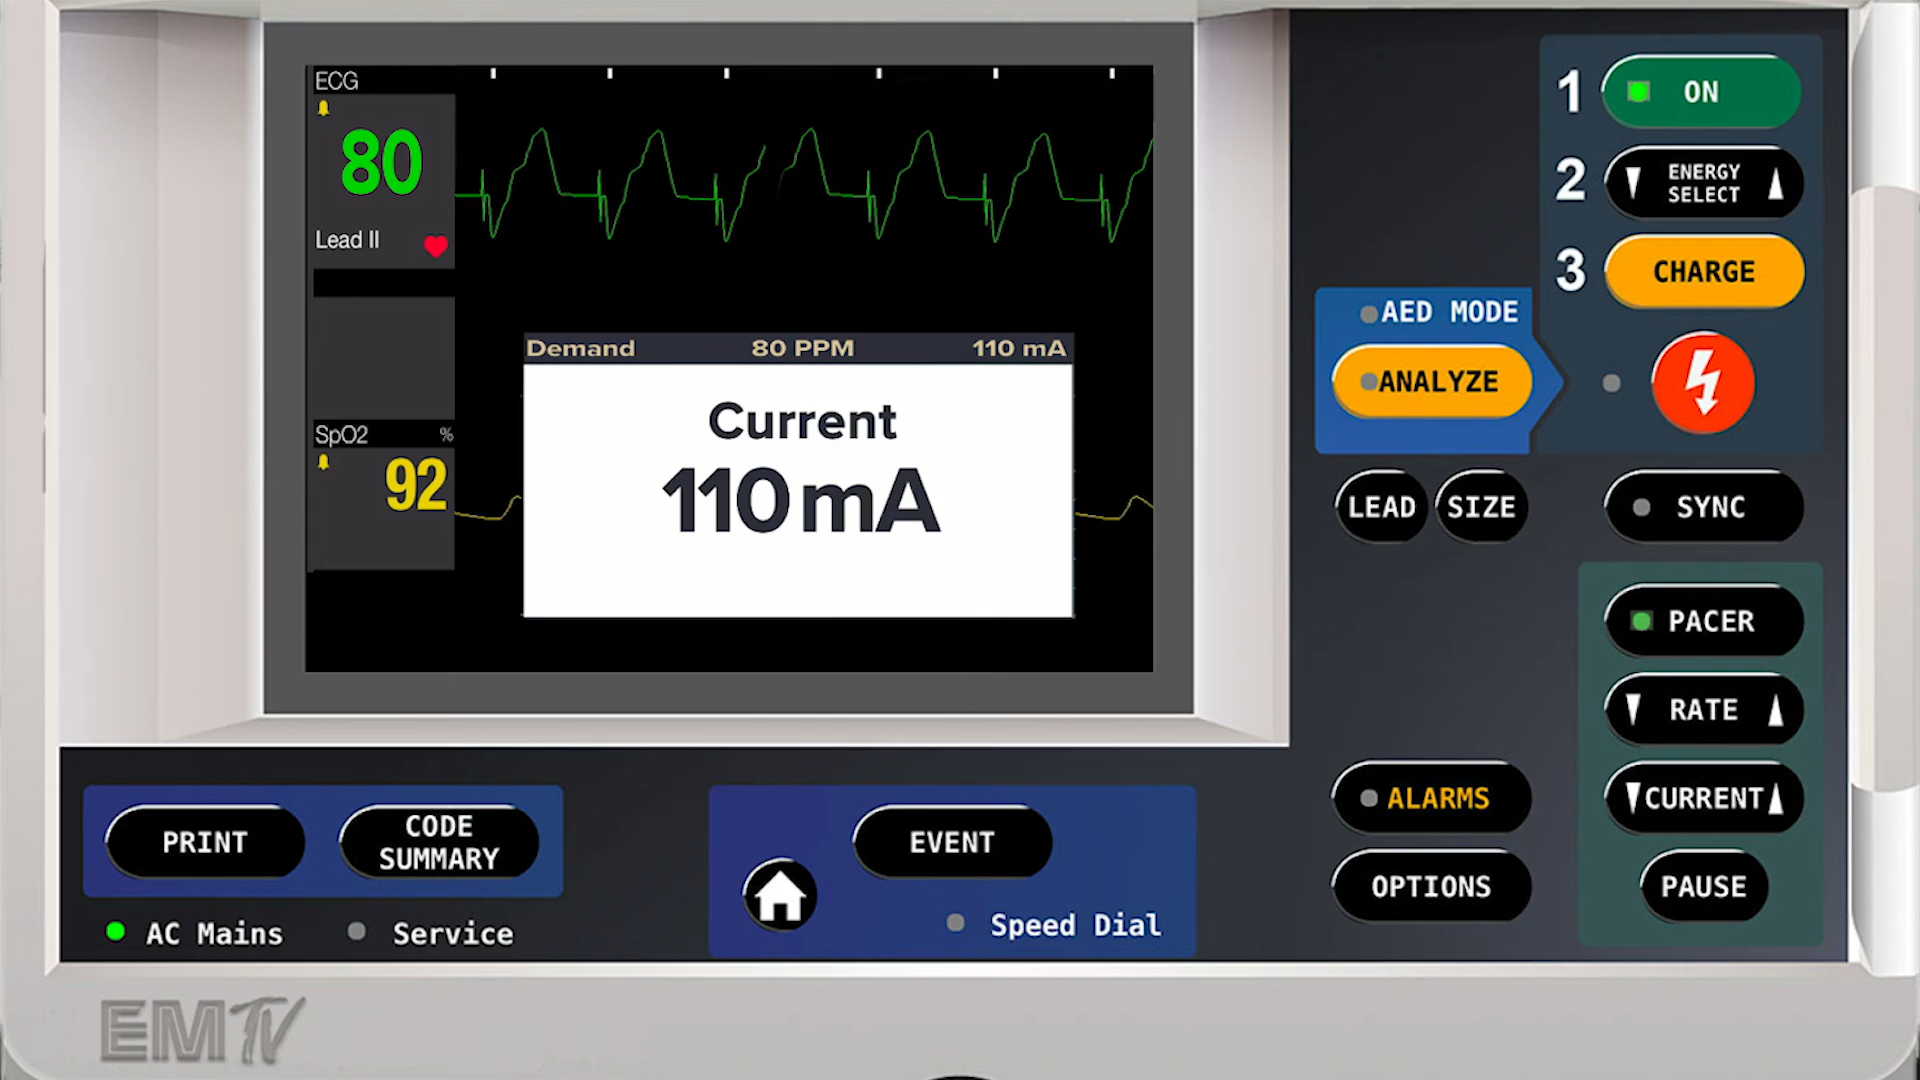 ECG
80
Lead II
SpO2 %
92
Demand 80 PPM 110 mA
Current
110 mA
1 ON
2 ENERGY
SELECT
3 CHARGE
AED MODE
ANALYZE
LEAD SIZE SYNC
PACER
RATE
CURRENT
PAUSE
ALARMS
OPTIONS
PRINT
CODE
SUMMARY
AC Mains Service
EVENT
Speed Dial
EMTV